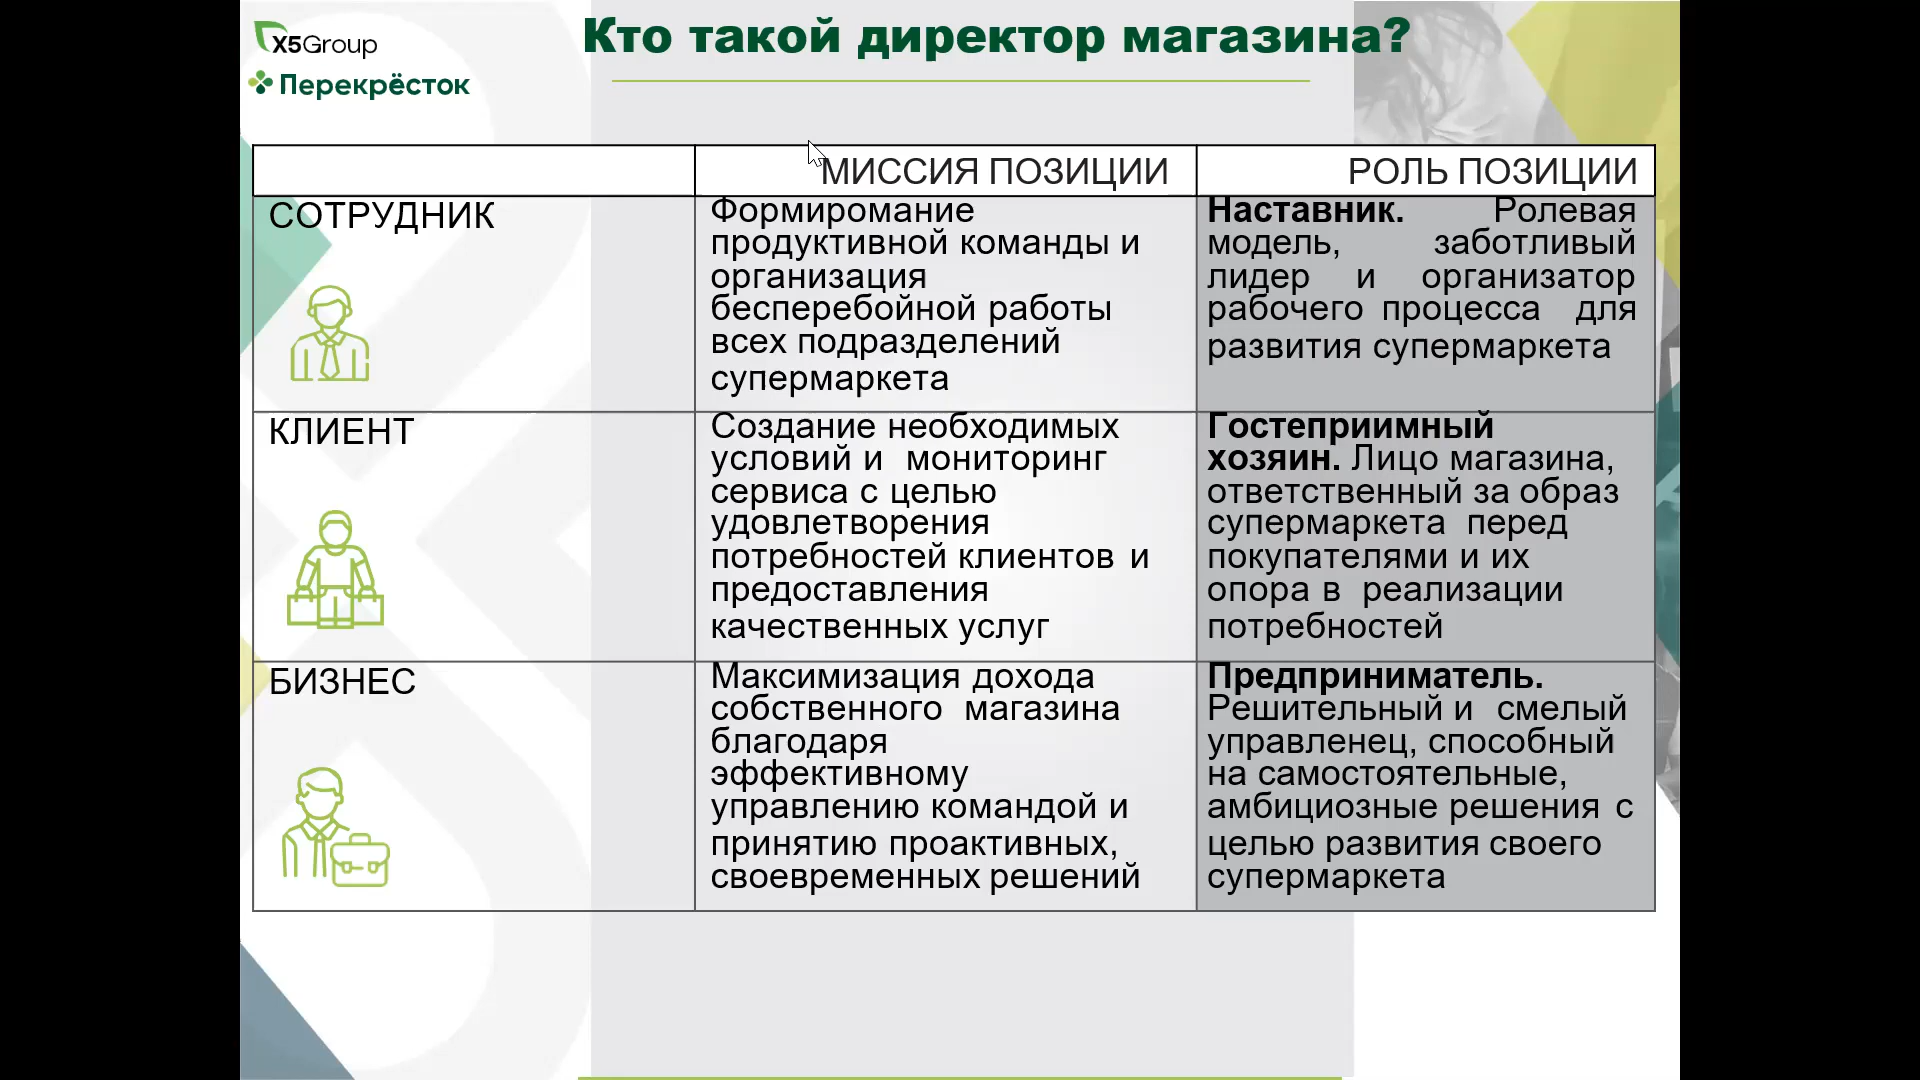 X5Group
Перекрёсток
Кто такой директор магазина?
МИССИЯ ПОЗИЦИИ
РОЛЬ ПОЗИЦИИ
СОТРУДНИК
Формиромание
продуктивной команды и
организация
бесперебойной работы
всех подразделений
супермаркета
Наставник. Ролевая
модель, заботливый
лидер и организатор
рабочего процесса для
развития супермаркета
КЛИЕНТ
Создание необходимых
условий и мониторинг
сервиса с целью
удовлетворения
потребностей клиентов и
предоставления
качественных услуг
Гостеприимный
хозяин. Лицо магазина,
ответственный за образ
супермаркета перед
покупателями и их
опора в реализации
потребностей
БИЗНЕС
Максимизация дохода
собственного магазина
благодаря
эффективному
управлению командой и
принятию проактивных,
своевременных решений
Предприниматель.
Решительный и смелый
управленец, способный
на самостоятельные,
амбициозные решения с
целью развития своего
супермаркета